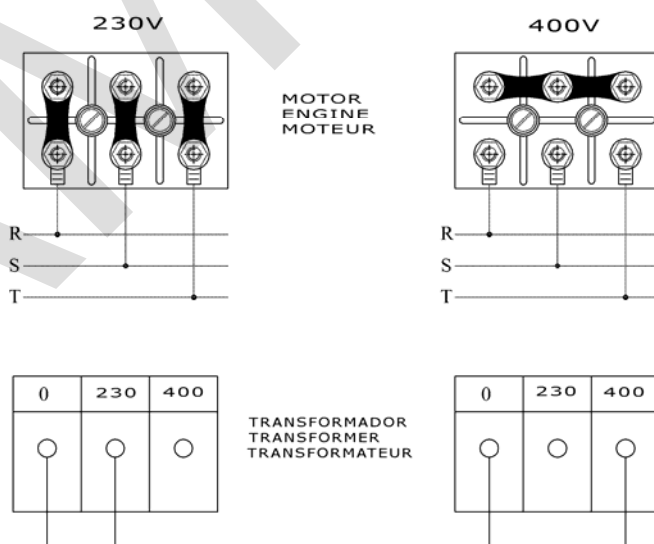 230V
400V
MOTOR
ENGINE
MOTEUR
R
S
T
R
S
T
0 230 400
TRANSFORMADOR
TRANSFORMER
TRANSFORMATEUR
0 230 400